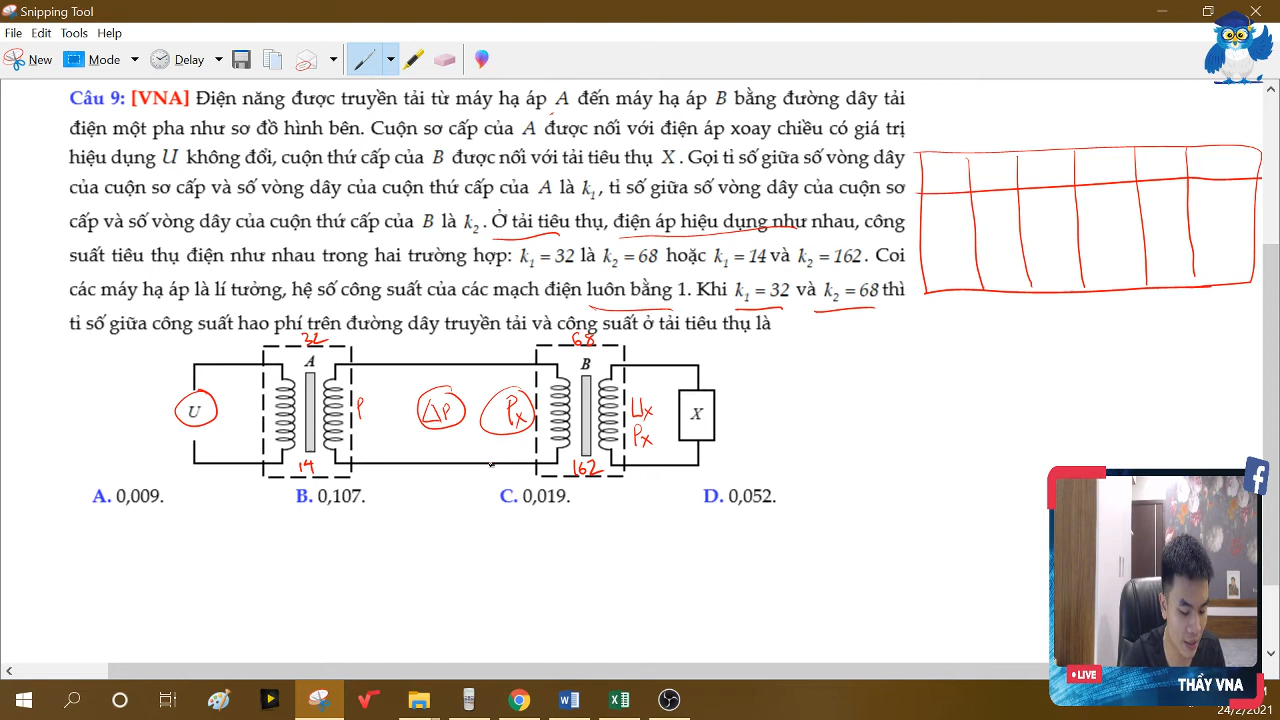 Snipping Tool
File Edit Tools Help
New Mode Delay
Câu 9: [VNA] Điện năng được truyền tải từ máy hạ áp A đến máy hạ áp B bằng đường dây tải
điện một pha như sơ đồ hình bên. Cuộn sơ cấp của A được nối với điện áp xoay chiều có giá trị
hiệu dụng U không đổi, cuộn thứ cấp của B được nối với tải tiêu thụ X. Gọi tỉ số giữa số vòng dây
của cuộn sơ cấp và số vòng dây của cuộn thứ cấp của A là k₁, tỉ số giữa số vòng dây của cuộn sơ
cấp và số vòng dây của cuộn thứ cấp của B là k₂. Ở tải tiêu thụ, điện áp hiệu dụng như nhau, công
suất tiêu thụ điện như nhau trong hai trường hợp: k₁ = 32 là k₂ = 68 hoặc k₁ = 14 và k₂ = 162. Coi
các máy hạ áp là lí tưởng, hệ số công suất của các mạch điện luôn bằng 1. Khi k₁ = 32 và k₂ = 68 thì
tỉ số giữa công suất hao phí trên đường dây truyền tải và công suất ở tải tiêu thụ là
32 68
A B
U P ΔP Pₓ Uₓ X
Pₓ
14 162
A. 0,009. B. 0,107. C. 0,019. D. 0,052.
LIVE THẦY VNA
24/2/2021